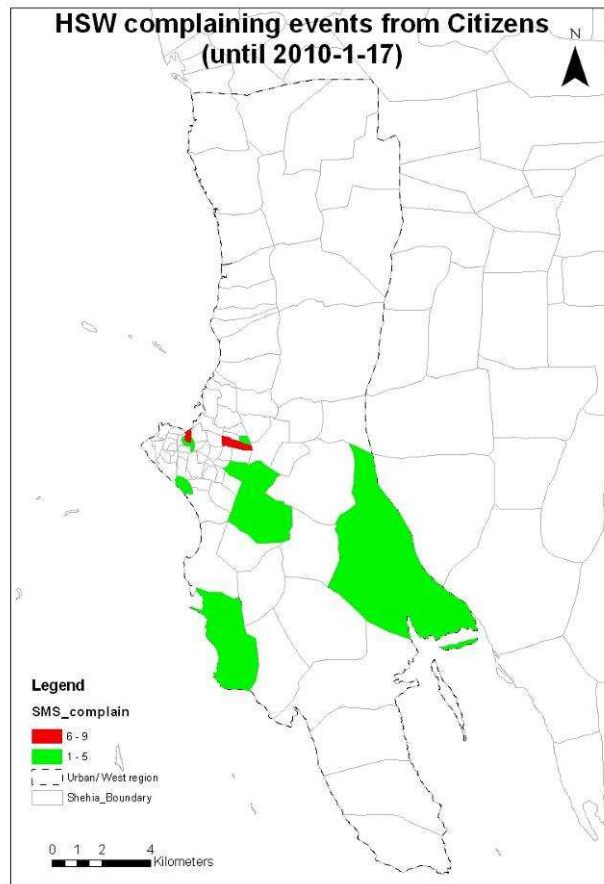 HSW complaining events from Citizens
(until 2010-1-17)
N
Legend
SMS_complain
6 - 9
1 - 5
Urban/ West region
Shehia_Boundary
0 1 2 4
Kilometers